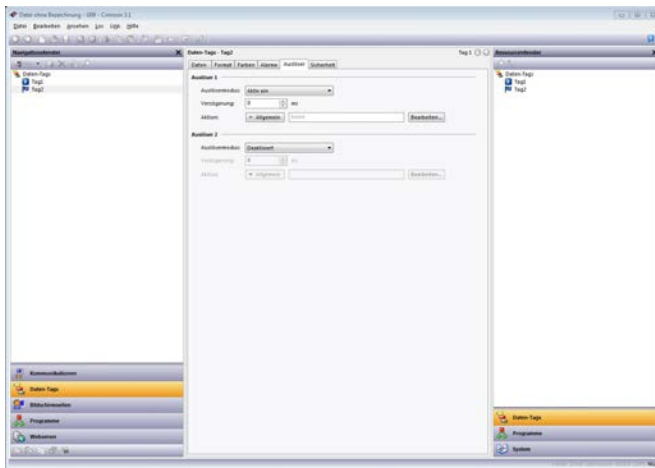 Datei ohne Bezeichnung - G09 - Crimson 3.1
Datei Bearbeiten Ansehen Los Link Hilfe
Navigationsfenster
Daten-Tags
Tag1
Tag2
Kommunikationen
Daten-Tags
Bildschirmseiten
Programme
Webserver
Daten-Tags - Tag2
Daten Format Farben Alarme Auslöser Sicherheit
Auslöser 1
Auslösermodus: Aktiv ein
Verzögerung: 0 ms
Aktion: Allgemein Bearbeiten...
Auslöser 2
Auslösermodus: Deaktiviert
Verzögerung: 0 ms
Aktion: Allgemein Bearbeiten...
Ressourcenfenster
Daten-Tags
Tag1
Tag2
Daten-Tags
Programme
System